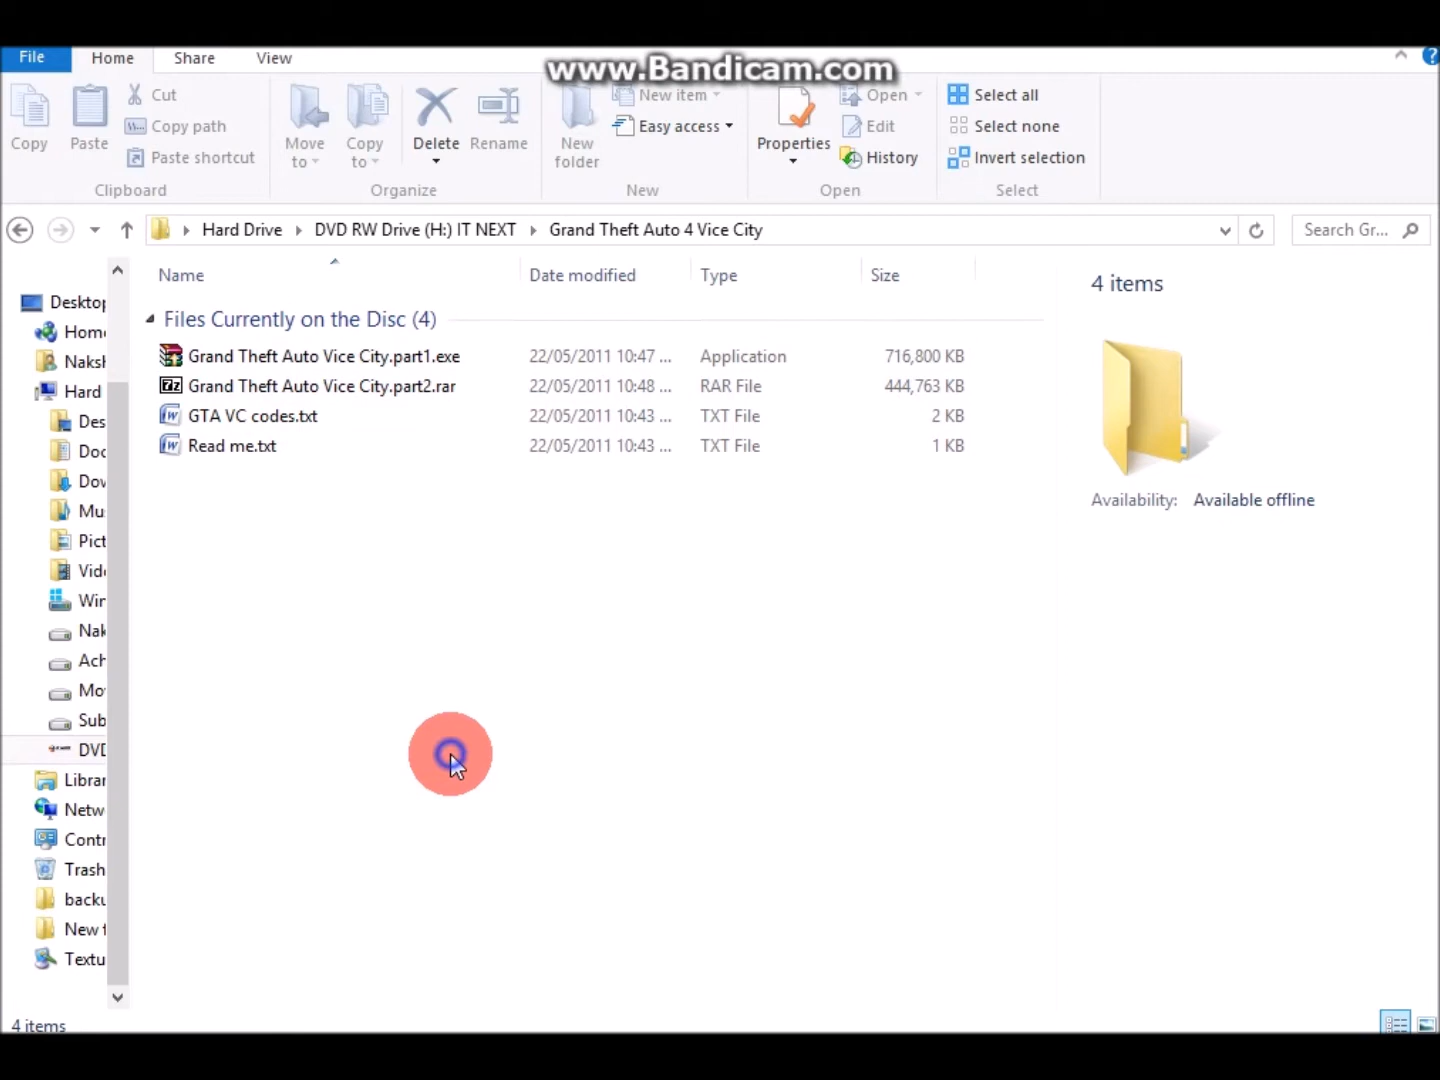 File Home Share View
www.Bandicam.com
Copy
Paste
Cut
Copy path
Paste shortcut
Clipboard
Move to
Copy to
Delete
Rename
Organize
New folder
New item
Easy access
New
Properties
Open
Edit
History
Open
Select all
Select none
Invert selection
Select
Hard Drive DVD RW Drive (H:) IT NEXT Grand Theft Auto 4 Vice City
Search Gr...
Name Date modified Type Size
Files Currently on the Disc (4)
Grand Theft Auto Vice City.part1.exe 22/05/2011 10:47 ... Application 716,800 KB
Grand Theft Auto Vice City.part2.rar 22/05/2011 10:48 ... RAR File 444,763 KB
GTA VC codes.txt 22/05/2011 10:43 ... TXT File 2 KB
Read me.txt 22/05/2011 10:43 ... TXT File 1 KB
4 items
Availability: Available offline
Desktop
Home
Naksh
Hard
Des
Doc
Dov
Mu
Pict
Vide
Wir
Nak
Ach
Mo
Sub
DVD
Librar
Netw
Contr
Trash
backu
New f
Textu
4 items